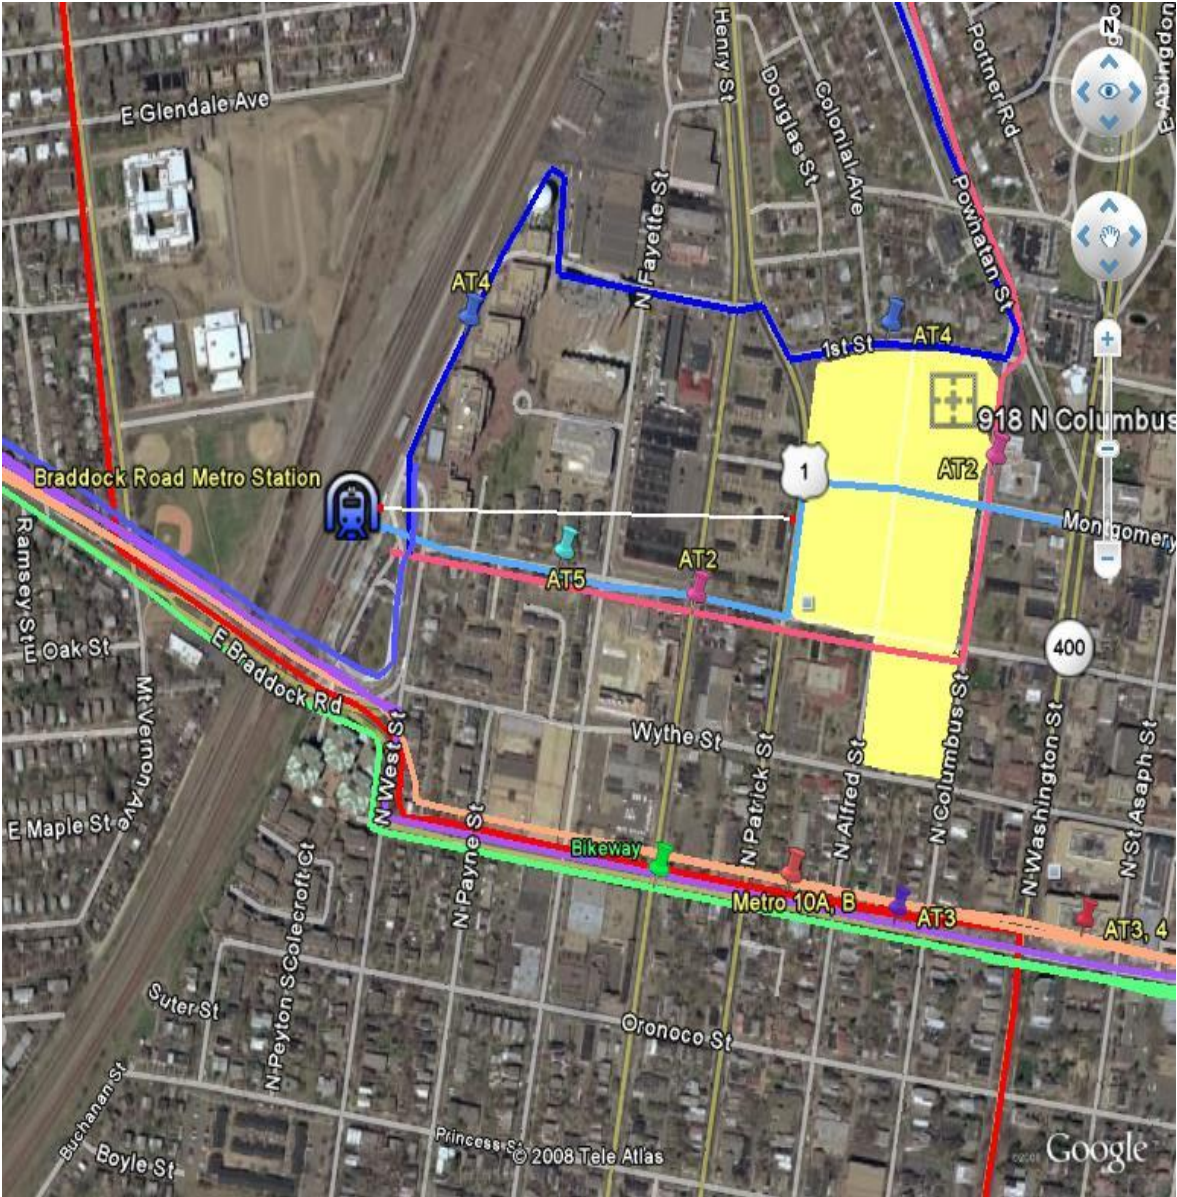 N
Henry St
Douglas St
Colonial Ave
Portner Rd
E Abingdon
E Glendale Ave
N Fayette St
Powhatan St
AT4
1st St
AT4
918 N Columbus
1
AT2
Braddock Road Metro Station
Montgomery
AT5
AT2
Ramsey St
E Oak St
E Braddock Rd
400
Mt Vernon Ave
N West St
Wythe St
N Patrick St
N Alfred St
N Columbus St
N Washington St
N St Asaph St
E Maple St
N Payne St
Bikeway
Metro 10A, B
AT3
AT3, 4
N Peyton S
Colecroft Ct
Suter St
Oronoco St
Buchanan St
Boyle St
Princess S
© 2008 Tele Atlas
Google